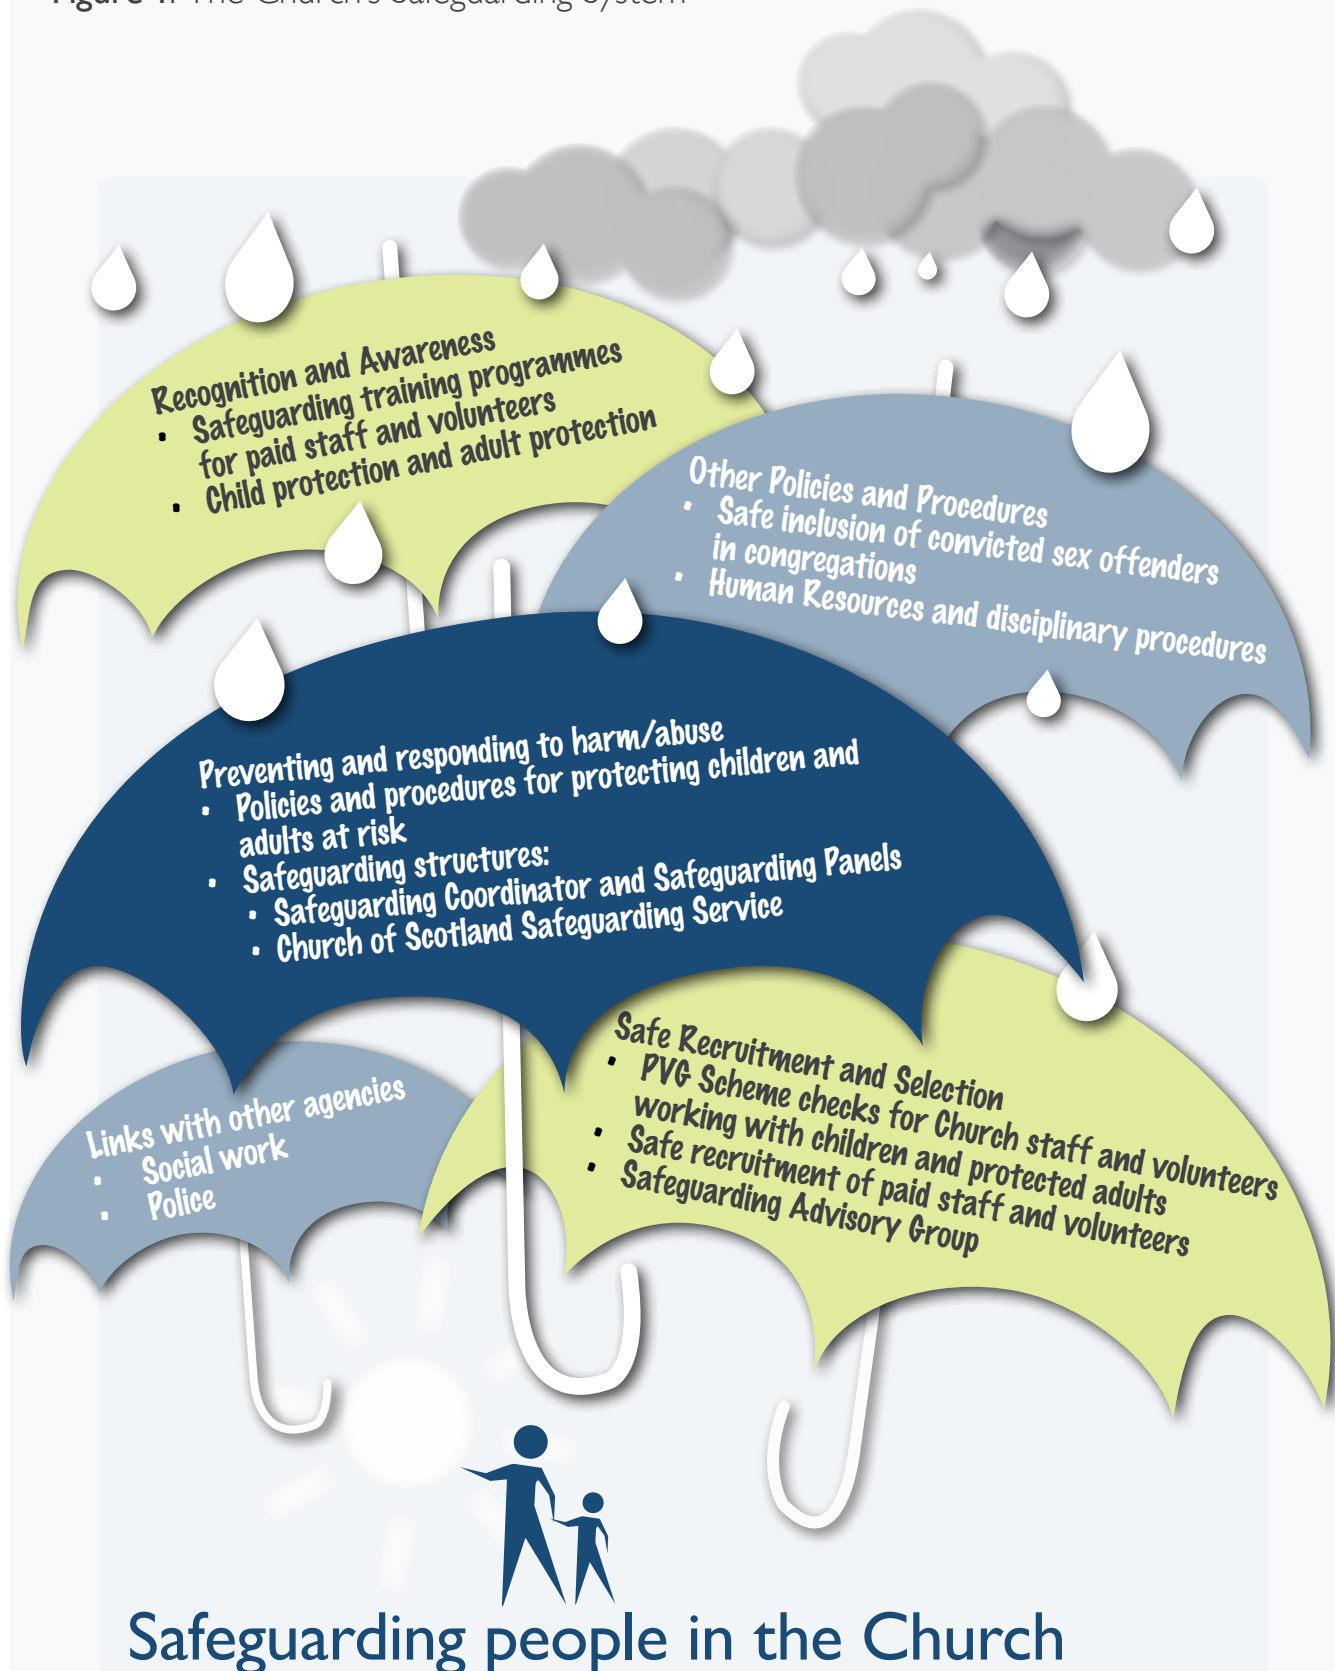 The Church's Safeguarding System
Recognition and Awareness
• Safeguarding training programmes
for paid staff and volunteers
• Child protection and adult protection
Other Policies and Procedures
• Safe inclusion of convicted sex offenders
in congregations
• Human Resources and disciplinary procedures
Preventing and responding to harm/abuse
• Policies and procedures for protecting children and
adults at risk
• Safeguarding structures:
• Safeguarding Coordinator and Safeguarding Panels
• Church of Scotland Safeguarding Service
Links with other agencies
• Social work
• Police
Safe Recruitment and Selection
• PVG Scheme checks for Church staff and volunteers
working with children and protected adults
• Safe recruitment of paid staff and volunteers
• Safeguarding Advisory Group
Safeguarding people in the Church